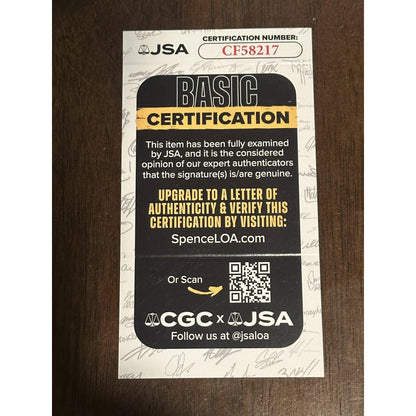 JSA
CERTIFICATION NUMBER:
CF58217
BASIC
CERTIFICATION
This item has been fully examined
by JSA, and it is the considered
opinion of our expert authenticators
that the signature(s) is/are genuine.
UPGRADE TO A LETTER OF
AUTHENTICITY & VERIFY THIS
CERTIFICATION BY VISITING:
SpenceLOA.com
Or Scan
CGC x JSA
Follow us at @jsaloa